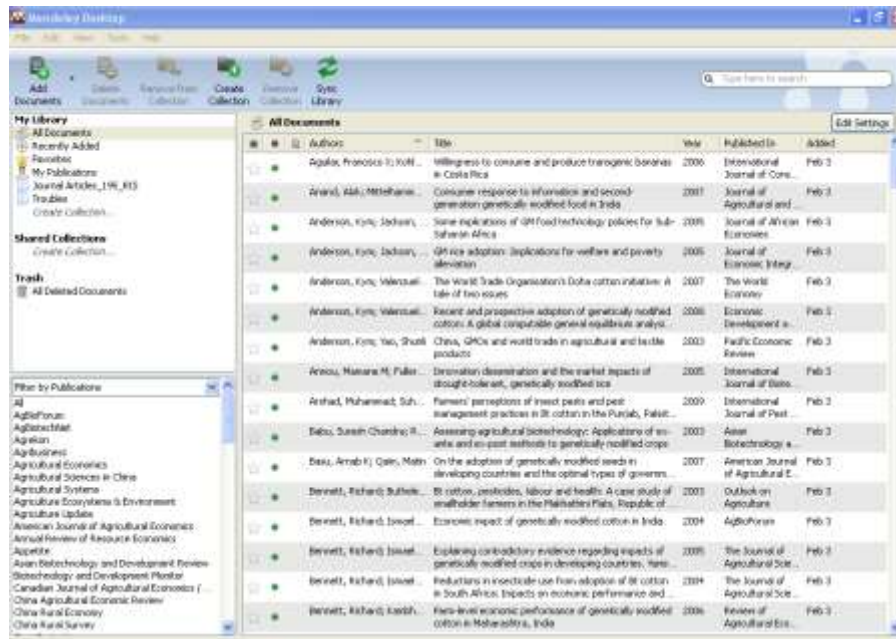 Mendeley Desktop
File Edit View Tools Help
Add Documents
Delete Documents
Remove from Collection
Create Collection
Remove Collection
Sync Library
Type here to search
My Library
All Documents
Recently Added
Favorites
My Publications
Journal Articles_199_RIS
Troubles
Create Collection...
Shared Collections
Create Collection...
Trash
All Deleted Documents
Filter by Publications
All
AgBioForum
AgBiotechNet
Agrekon
Agribusiness
Agricultural Economics
Agricultural Sciences in China
Agricultural Systems
Agriculture Ecosystems & Environment
Agriculture Update
American Journal of Agricultural Economics
Annual Review of Resource Economics
Appetite
Asian Biotechnology and Development Review
Biotechnology and Development Monitor
Canadian Journal of Agricultural Economics (...
China Agricultural Economic Review
China Rural Economy
China Rural Survey
All Documents
Edit Settings
Authors Title Year Published In Added
Aguilar, Francisco X; Kohl... Willingness to consume and produce transgenic bananas 2006 International Feb 3
in Costa Rica Journal of Cons...
Anand, Alok; Mittelhamm... Consumer response to information and second- 2007 Journal of Feb 3
generation genetically modified food in India Agricultural and ...
Anderson, Kym; Jackson, ... Some implications of GM food technology policies for Sub- 2005 Journal of African Feb 3
Saharan Africa Economies
Anderson, Kym; Jackson, ... GM rice adoption: Implications for welfare and poverty 2005 Journal of Feb 3
alleviation Economic Integr...
Anderson, Kym; Valenzuel... The World Trade Organisation's Doha cotton initiative: A 2007 The World Feb 3
tale of two issues Economy
Anderson, Kym; Valenzuel... Recent and prospective adoption of genetically modified 2008 Economic Feb 3
cotton: A global computable general equilibrium analysi... Development a...
Anderson, Kym; Yao, Shunli China, GMOs and world trade in agricultural and textile 2003 Pacific Economic Feb 3
products Review
Annou, Mamane M; Fuller... Innovation dissemination and the market impacts of 2005 International Feb 3
drought-tolerant, genetically modified rice Journal of Biote...
Arshad, Muhammad; Suh... Farmers' perceptions of insect pests and pest 2009 International Feb 3
management practices in Bt cotton in the Punjab, Pakist... Journal of Pest ...
Babu, Suresh Chandra; R... Assessing agricultural biotechnology: Applications of ex- 2003 Asian Feb 3
ante and ex-post methods to genetically modified crops Biotechnology a...
Basu, Arnab K; Qaim, Matin On the adoption of genetically modified seeds in 2007 American Journal Feb 3
developing countries and the optimal types of governm... of Agricultural E...
Bennett, Richard; Buthele... Bt cotton, pesticides, labour and health: A case study of 2003 Outlook on Feb 3
smallholder farmers in the Makhathini Flats, Republic of ... Agriculture
Bennett, Richard; Ismael... Economic impact of genetically modified cotton in India 2004 AgBioForum Feb 3
Bennett, Richard; Ismael... Explaining contradictory evidence regarding impacts of 2005 The Journal of Feb 3
genetically modified crops in developing countries. Agricultural Scie...
Bennett, Richard; Ismael... Reductions in insecticide use from adoption of Bt cotton 2004 The Journal of Feb 3
in South Africa: Impacts on economic performance and ... Agricultural Scie...
Bennett, Richard; Kambh... Farm-level economic performance of genetically modified 2006 Review of Feb 3
cotton in Maharashtra, India Agricultural Eco...